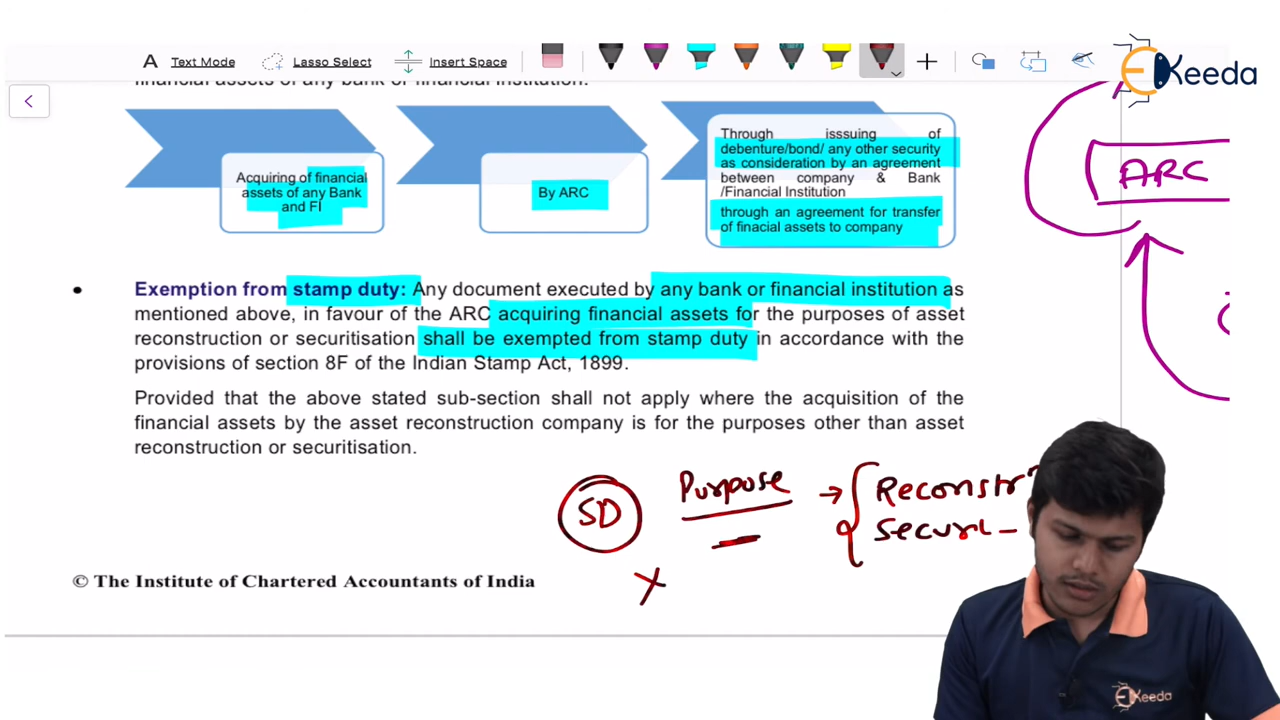 A Text Mode Lasso Select Insert Space
EKeeda
financial assets of any bank or financial institution.
Acquiring of financial
assets of any Bank
and FI
By ARC
Through isssuing of
debenture/bond/ any other security
as consideration by an agreement
between company & Bank
/Financial Institution
through an agreement for transfer
of finacial assets to company
ARC
• Exemption from stamp duty: Any document executed by any bank or financial institution as
mentioned above, in favour of the ARC acquiring financial assets for the purposes of asset
reconstruction or securitisation shall be exempted from stamp duty in accordance with the
provisions of section 8F of the Indian Stamp Act, 1899.
Provided that the above stated sub-section shall not apply where the acquisition of the
financial assets by the asset reconstruction company is for the purposes other than asset
reconstruction or securitisation.
SD Purpose → Reconstr
Securi
© The Institute of Chartered Accountants of India
EKeeda